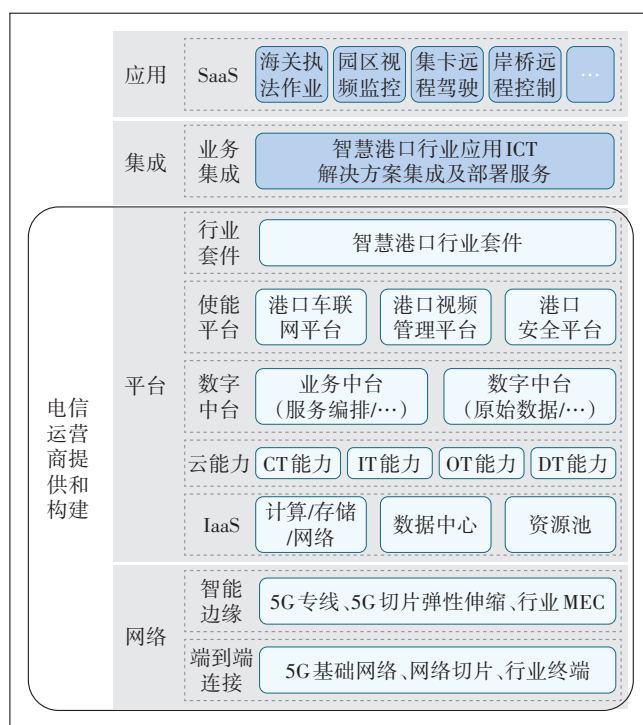 应用
SaaS
海关执
法作业
园区视
频监控
集卡远
程驾驶
岸桥远
程控制
…
集成
业务
集成
智慧港口行业应用ICT
解决方案集成及部署服务
电信
运营
商提
供和
构建
平台
行业
套件
智慧港口行业套件
使能
平台
港口车联
网平台
港口视频
管理平台
港口
安全平台
数字
中台
业务中台
(服务编排/…)
数字中台
(原始数据/…)
云能力
CT能力
IT能力
OT能力
DT能力
IaaS
计算/存储
/网络
数据中心
资源池
网络
智能
边缘
5G专线、5G切片弹性伸缩、行业MEC
端到端
连接
5G基础网络、网络切片、行业终端